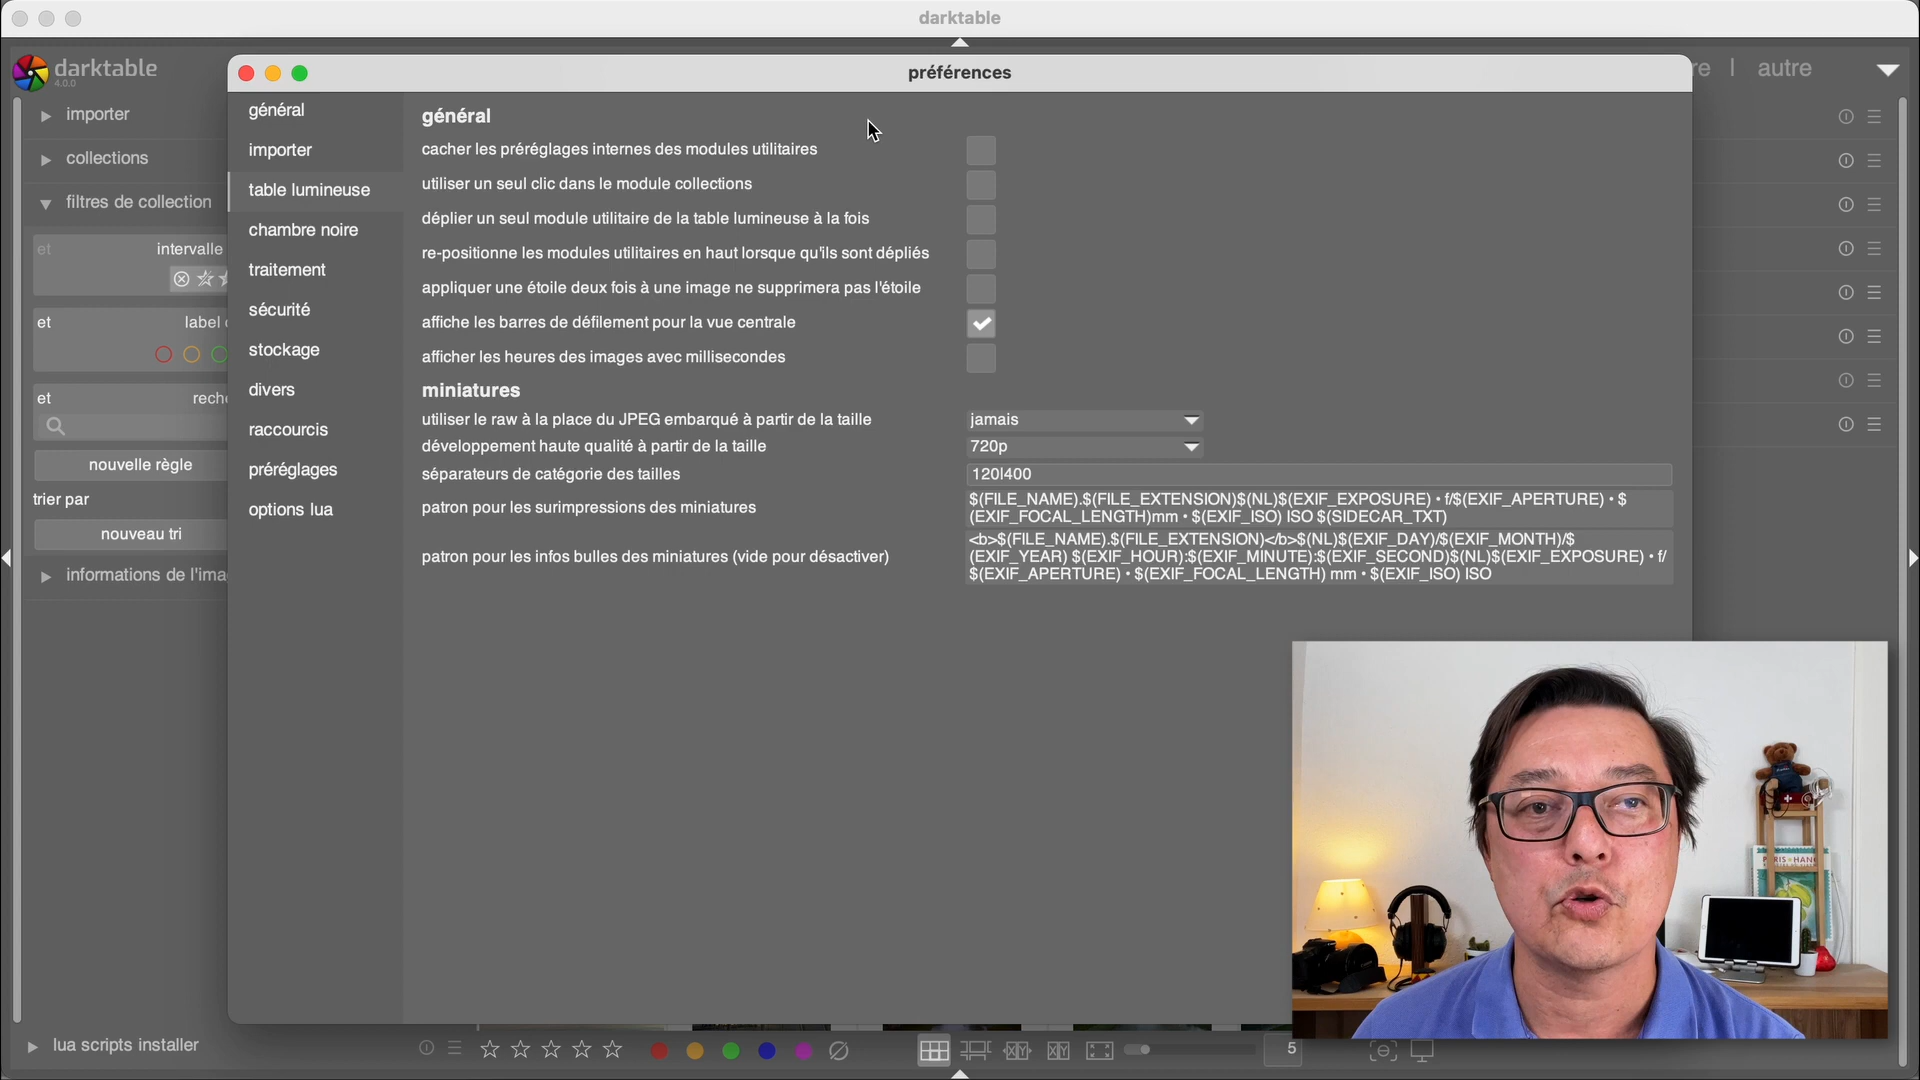 darktable
darktable
4.0.0
re | autre
préférences
importer
collections
filtres de collection
et intervalle
et label
et
nouvelle règle
trier par
nouveau tri
informations de l'ima
lua scripts installer
général
importer
table lumineuse
chambre noire
traitement
sécurité
stockage
divers
raccourcis
préréglages
options lua
général
cacher les préréglages internes des modules utilitaires
utiliser un seul clic dans le module collections
déplier un seul module utilitaire de la table lumineuse à la fois
re-positionne les modules utilitaires en haut lorsque qu'ils sont dépliés
appliquer une étoile deux fois à une image ne supprimera pas l'étoile
affiche les barres de défilement pour la vue centrale
afficher les heures des images avec millisecondes
miniatures
utiliser le raw à la place du JPEG embarqué à partir de la taille jamais
développement haute qualité à partir de la taille 720p
séparateurs de catégorie des tailles 120|400
patron pour les surimpressions des miniatures
$(FILE_NAME).$(FILE_EXTENSION)$(NL)$(EXIF_EXPOSURE) • f/$(EXIF_APERTURE) • $
(EXIF_FOCAL_LENGTH)mm • $(EXIF_ISO) ISO $(SIDECAR_TXT)
patron pour les infos bulles des miniatures (vide pour désactiver)
<b>$(FILE_NAME).$(FILE_EXTENSION)</b>$(NL)$(EXIF_DAY)/$(EXIF_MONTH)/$
(EXIF_YEAR) $(EXIF_HOUR):$(EXIF_MINUTE):$(EXIF_SECOND)$(NL)$(EXIF_EXPOSURE) • f/
$(EXIF_APERTURE) • $(EXIF_FOCAL_LENGTH) mm • $(EXIF_ISO) ISO
PARIS-HAN
5